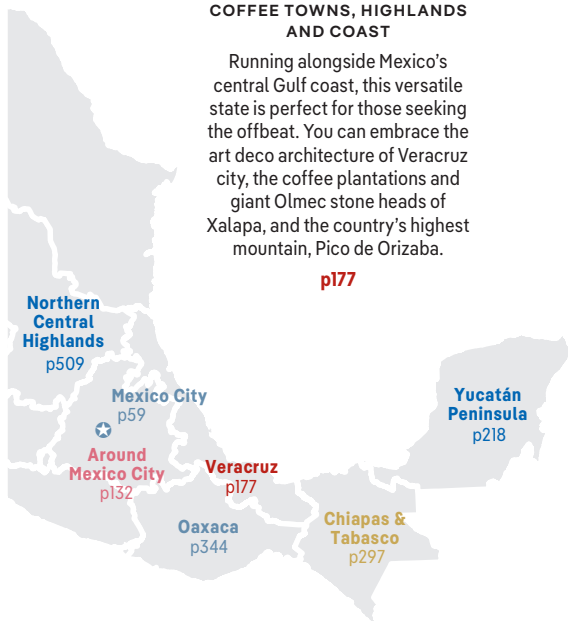 COFFEE TOWNS, HIGHLANDS
AND COAST
Running alongside Mexico's
central Gulf coast, this versatile
state is perfect for those seeking
the offbeat. You can embrace the
art deco architecture of Veracruz
city, the coffee plantations and
giant Olmec stone heads of
Xalapa, and the country's highest
mountain, Pico de Orizaba.
p177
Northern
Central
Highlands
p509
Mexico City
p59
Around
Mexico City
p132
Veracruz
p177
Oaxaca
p344
Chiapas &
Tabasco
p297
Yucatán
Peninsula
p218